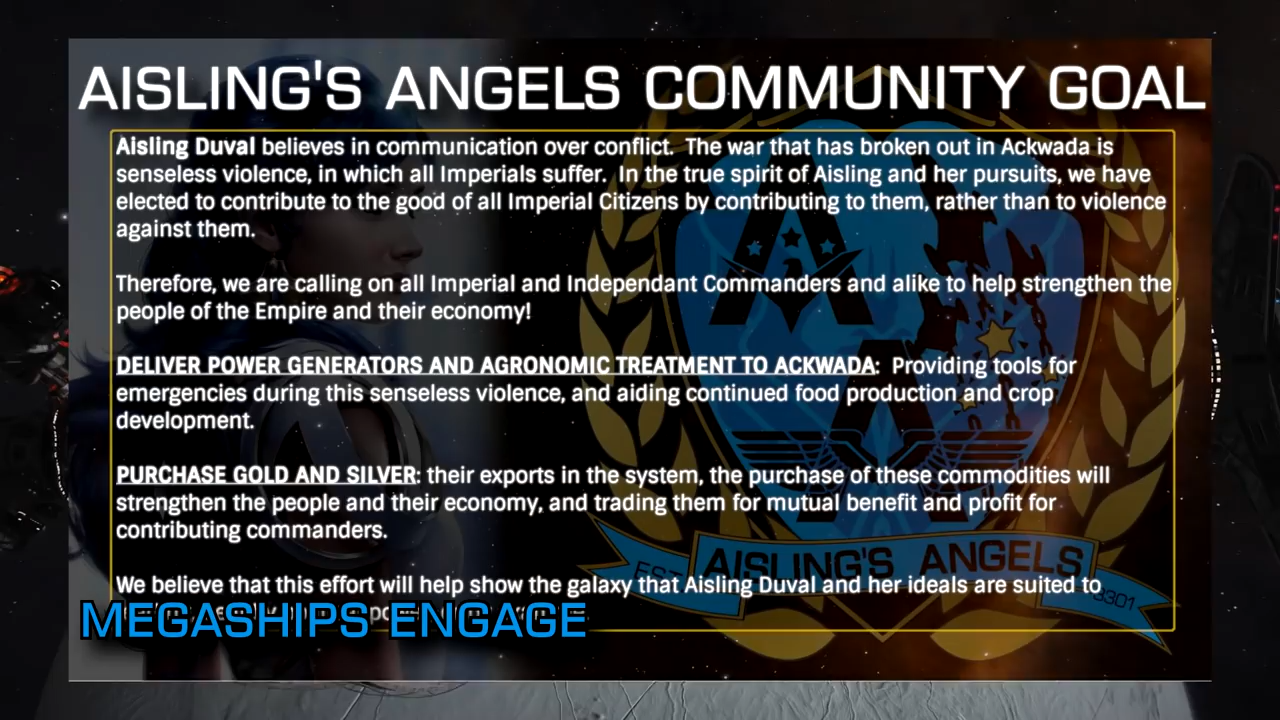 AISLING'S ANGELS COMMUNITY GOAL
Aisling Duval believes in communication over conflict. The war that has broken out in Ackwada is
senseless violence, in which all Imperials suffer. In the true spirit of Aisling and her pursuits, we have
elected to contribute to the good of all Imperial Citizens by contributing to them, rather than to violence
against them.
Therefore, we are calling on all Imperial and Independant Commanders and alike to help strengthen the
people of the Empire and their economy!
DELIVER POWER GENERATORS AND AGRONOMIC TREATMENT TO ACKWADA: Providing tools for
emergencies during this senseless violence, and aiding continued food production and crop
development.
PURCHASE GOLD AND SILVER: their exports in the system, the purchase of these commodities will
strengthen the people and their economy, and trading them for mutual benefit and profit for
contributing commanders.
EST. AISLING'S ANGELS 3301
We believe that this effort will help show the galaxy that Aisling Duval and her ideals are suited to
MEGASHIPS ENGAGE